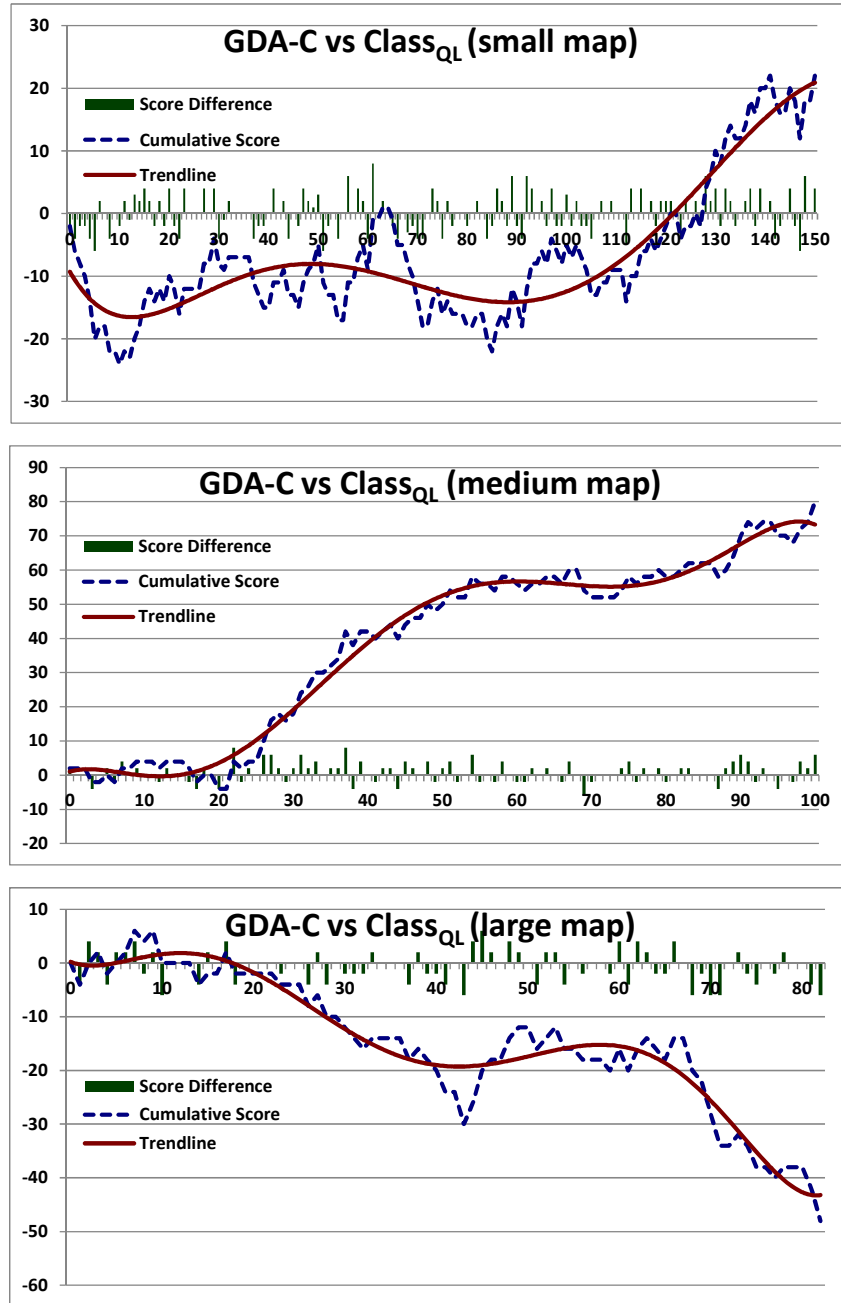 GDA-C vs ClassQL (small map)
30
20
10
0
-10
-20
-30
Score Difference
Cumulative Score
Trendline
0 10 20 30 40 50 60 70 80 90 100 110 120 130 140 150
GDA-C vs ClassQL (medium map)
90
80
70
60
50
40
30
20
10
0
-10
-20
Score Difference
Cumulative Score
Trendline
0 10 20 30 40 50 60 70 80 90 100
GDA-C vs ClassQL (large map)
10
0
-10
-20
-30
-40
-50
-60
0 10 20 30 40 50 60 70 80
Score Difference
Cumulative Score
Trendline